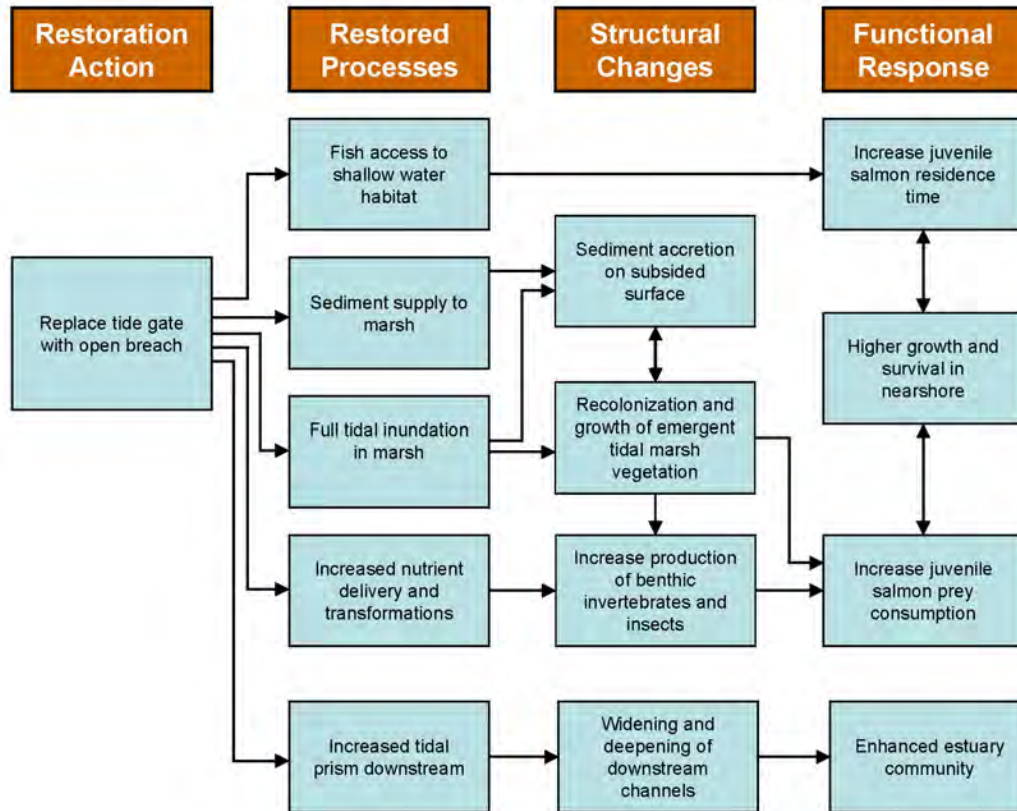 Restoration
Action
Restored
Processes
Structural
Changes
Functional
Response
Fish access to
shallow water
habitat
Increase juvenile
salmon residence
time
Replace tide gate
with open breach
Sediment supply to
marsh
Sediment accretion
on subsided
surface
Higher growth and
survival in
nearshore
Full tidal inundation
in marsh
Recolonization and
growth of emergent
tidal marsh
vegetation
Increased nutrient
delivery and
transformations
Increase production of
benthic
invertebrates and
insects
Increase juvenile
salmon prey
consumption
Increased tidal
prism downstream
Widening and
deepening of
downstream
channels
Enhanced estuary
community